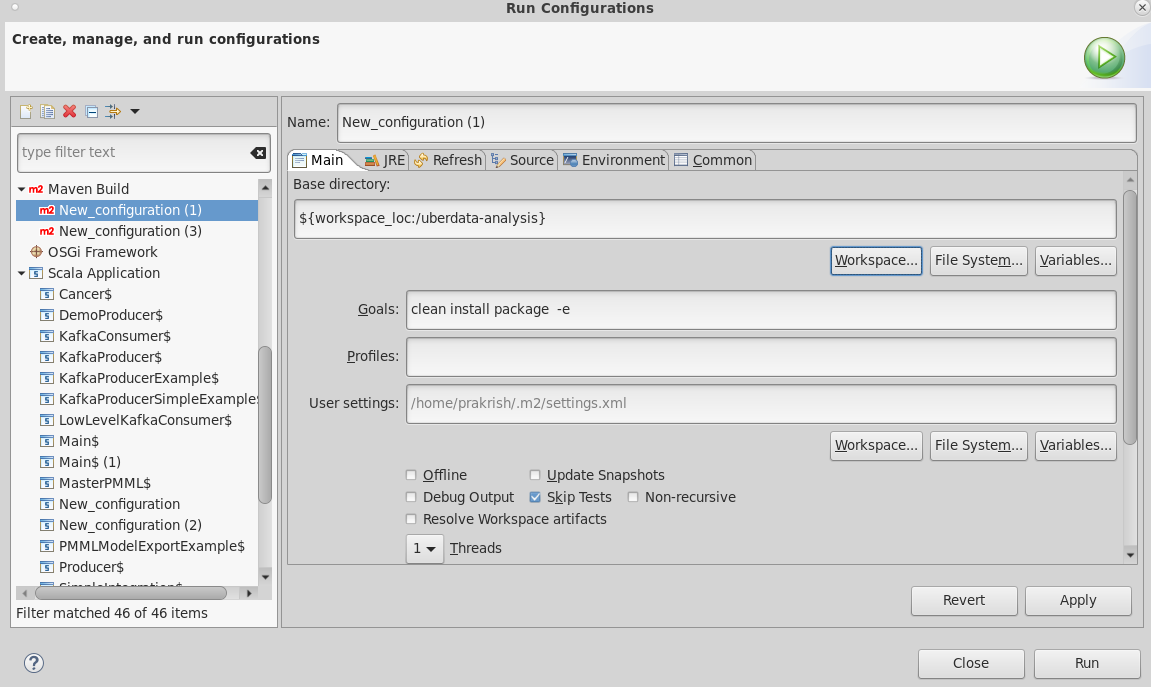 Run Configurations
Create, manage, and run configurations
type filter text
m2 Maven Build
m2 New_configuration (1)
m2 New_configuration (3)
OSGi Framework
S Scala Application
S Cancer$
S DemoProducer$
S KafkaConsumer$
S KafkaProducer$
S KafkaProducerExample$
S KafkaProducerSimpleExample
S LowLevelKafkaConsumer$
S Main$
S Main$ (1)
S MasterPMML$
S New_configuration
S New_configuration (2)
S PMMLModelExportExample$
S Producer$
S SimpleIntegration$
Filter matched 46 of 46 items
Name: New_configuration (1)
Main JRE Refresh Source Environment Common
Base directory:
${workspace_loc:/uberdata-analysis}
Workspace... File System... Variables...
Goals: clean install package  -e
Profiles:
User settings: /home/prakrish/.m2/settings.xml
Workspace... File System... Variables...
Offline Update Snapshots
Debug Output Skip Tests Non-recursive
Resolve Workspace artifacts
1 Threads
Revert Apply
? Close Run